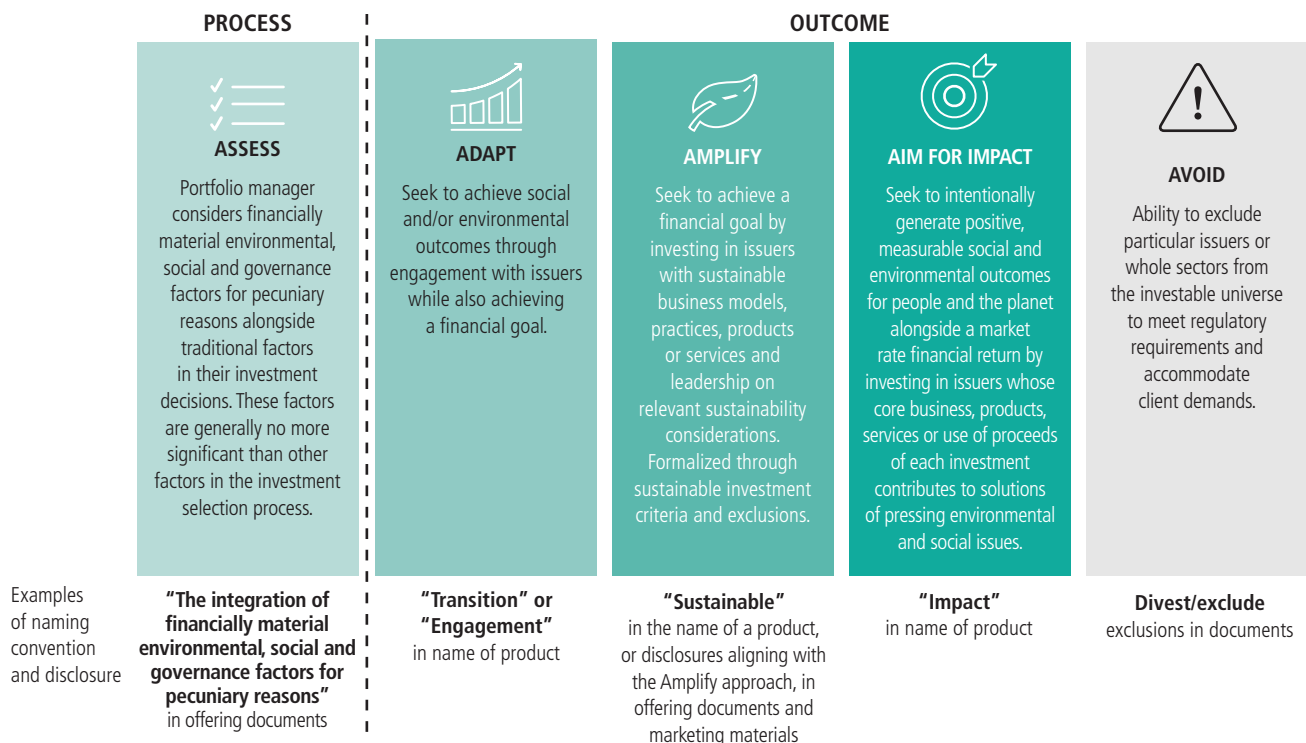 PROCESS
OUTCOME
ASSESS
Portfolio manager
considers financially
material environmental,
social and governance
factors for pecuniary
reasons alongside
traditional factors
in their investment
decisions. These factors
are generally no more
significant than other
factors in the investment
selection process.
ADAPT
Seek to achieve social
and/or environmental
outcomes through
engagement with issuers
while also achieving
a financial goal.
AMPLIFY
Seek to achieve a
financial goal by
investing in issuers
with sustainable
business models,
practices, products
or services and
leadership on
relevant sustainability
considerations.
Formalized through
sustainable investment
criteria and exclusions.
AIM FOR IMPACT
Seek to intentionally
generate positive,
measurable social and
environmental outcomes
for people and the planet
alongside a market
rate financial return by
investing in issuers whose
core business, products,
services or use of proceeds
of each investment
contributes to solutions
of pressing environmental
and social issues.
AVOID
Ability to exclude
particular issuers or
whole sectors from
the investable universe
to meet regulatory
requirements and
accommodate
client demands.
Examples
of naming
convention
and disclosure
“The integration of
financially material
environmental, social and
governance factors for
pecuniary reasons”
in offering documents
“Transition” or
“Engagement”
in name of product
“Sustainable”
in the name of a product,
or disclosures aligning with
the Amplify approach, in
offering documents and
marketing materials
“Impact”
in name of product
Divest/exclude
exclusions in documents